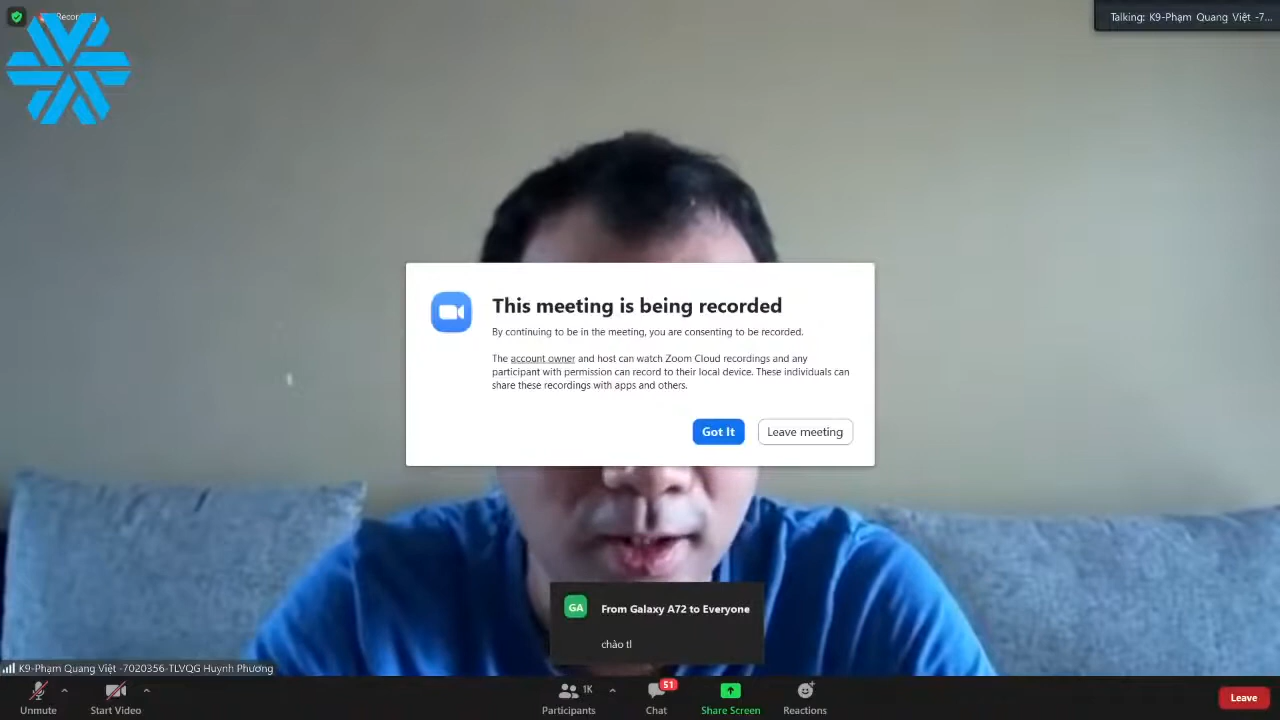 Recording
Talking: K9-Phạm Quang Việt -7...
This meeting is being recorded
By continuing to be in the meeting, you are consenting to be recorded.
The account owner and host can watch Zoom Cloud recordings and any
participant with permission can record to their local device. These individuals can
share these recordings with apps and others.
Got It
Leave meeting
GA
From Galaxy A72 to Everyone
chào tl
K9-Phạm Quang Việt -7020356-TLVQG Huynh Phương
Unmute
Start Video
1K
Participants
51
Chat
Share Screen
Reactions
Leave